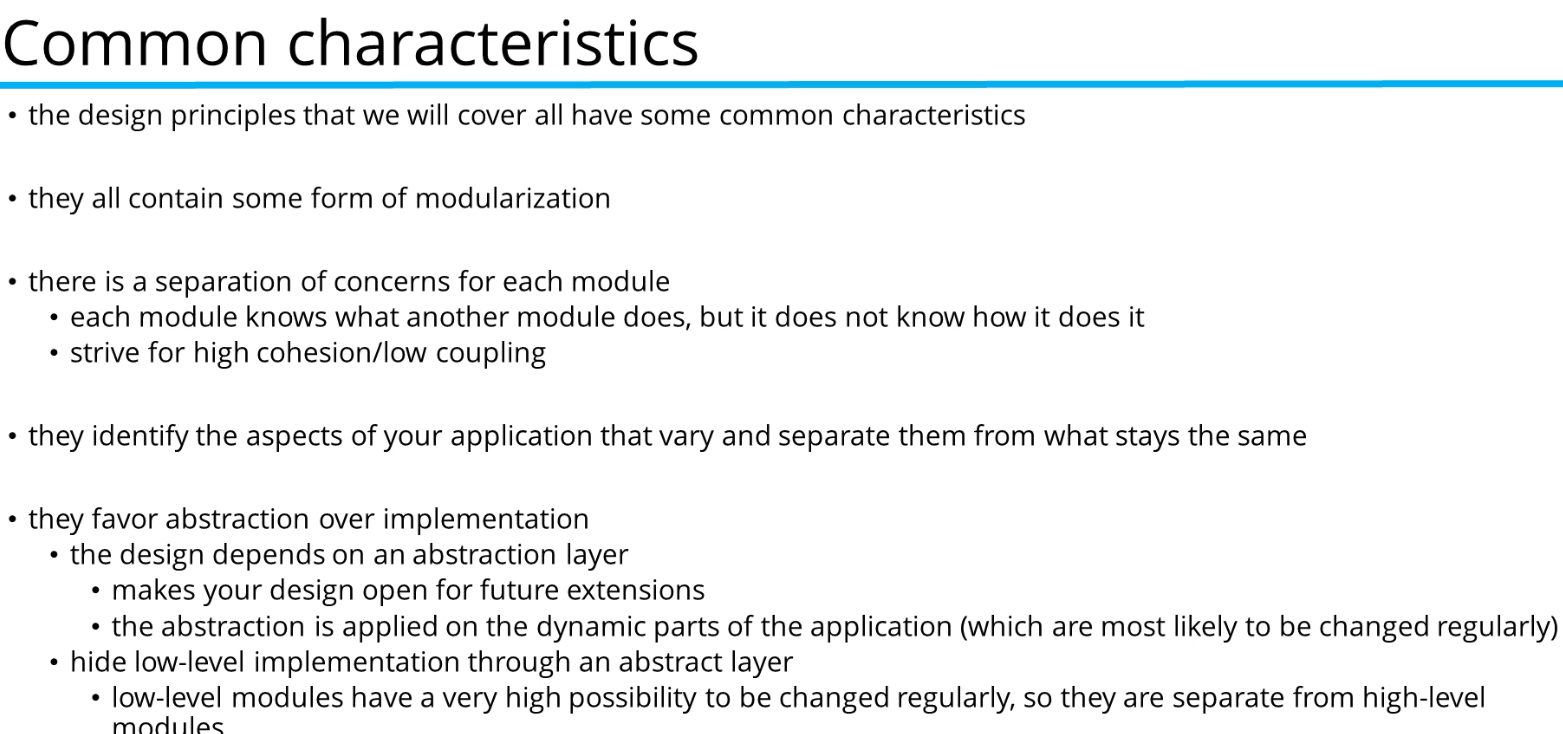 Common characteristics
• the design principles that we will cover all have some common characteristics
• they all contain some form of modularization
• there is a separation of concerns for each module
• each module knows what another module does, but it does not know how it does it
• strive for high cohesion/low coupling
• they identify the aspects of your application that vary and separate them from what stays the same
• they favor abstraction over implementation
• the design depends on an abstraction layer
• makes your design open for future extensions
• the abstraction is applied on the dynamic parts of the application (which are most likely to be changed regularly)
• hide low-level implementation through an abstract layer
• low-level modules have a very high possibility to be changed regularly, so they are separate from high-level
modules